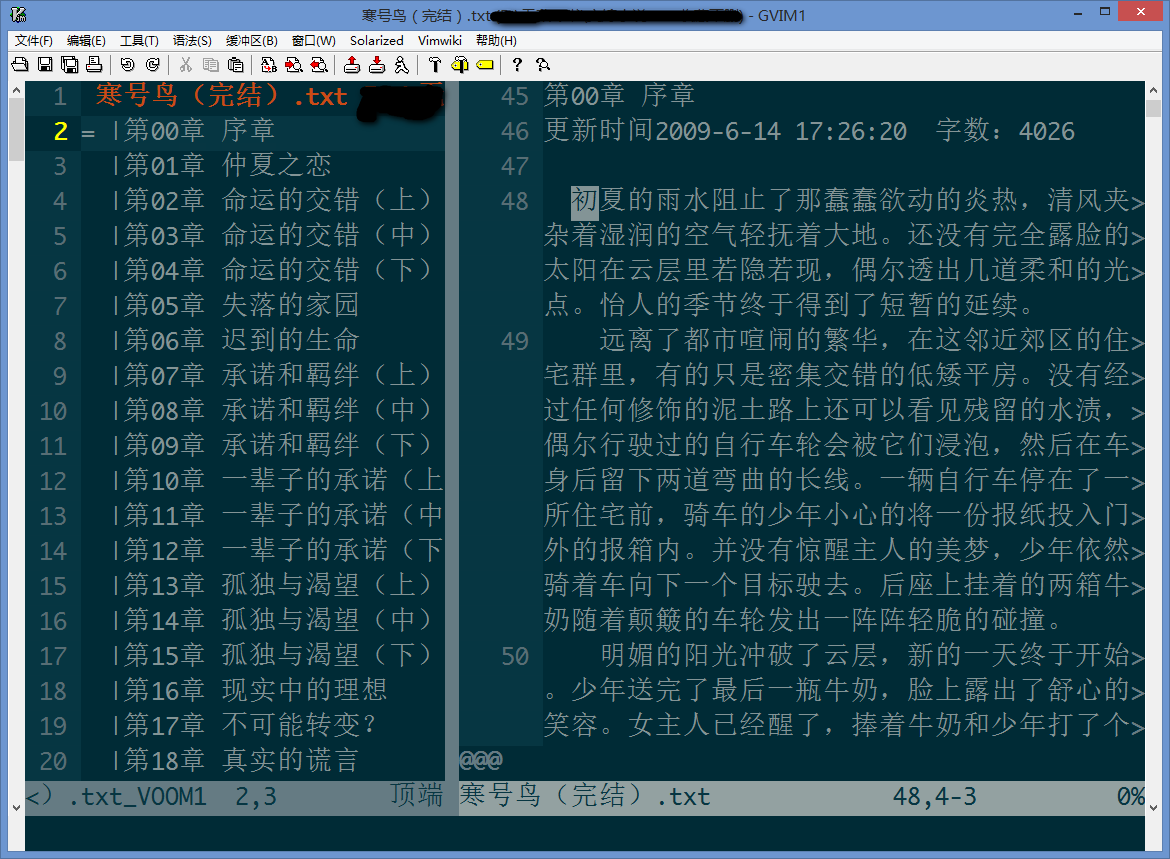 寒号鸟（完结）.txt - GVIM1
文件(F) 编辑(E) 工具(T) 语法(S) 缓冲区(B) 窗口(W) Solarized Vimwiki 帮助(H)
1 寒号鸟（完结）.txt
2 = |第00章 序章
3 |第01章 仲夏之恋
4 |第02章 命运的交错（上）
5 |第03章 命运的交错（中）
6 |第04章 命运的交错（下）
7 |第05章 失落的家园
8 |第06章 迟到的生命
9 |第07章 承诺和羁绊（上）
10 |第08章 承诺和羁绊（中）
11 |第09章 承诺和羁绊（下）
12 |第10章 一辈子的承诺（上
13 |第11章 一辈子的承诺（中
14 |第12章 一辈子的承诺（下
15 |第13章 孤独与渴望（上）
16 |第14章 孤独与渴望（中）
17 |第15章 孤独与渴望（下）
18 |第16章 现实中的理想
19 |第17章 不可能转变？
20 |第18章 真实的谎言
<）.txt_VOOM1 2,3 顶端
45 第00章 序章
46 更新时间2009-6-14 17:26:20 字数：4026
47
48 初夏的雨水阻止了那蠢蠢欲动的炎热，清风夹>
杂着湿润的空气轻抚着大地。还没有完全露脸的>
太阳在云层里若隐若现，偶尔透出几道柔和的光>
点。怡人的季节终于得到了短暂的延续。
49 远离了都市喧闹的繁华，在这邻近郊区的住>
宅群里，有的只是密集交错的低矮平房。没有经>
过任何修饰的泥土路上还可以看见残留的水渍，>
偶尔行驶过的自行车轮会被它们浸泡，然后在车>
身后留下两道弯曲的长线。一辆自行车停在了一>
所住宅前，骑车的少年小心的将一份报纸投入门>
外的报箱内。并没有惊醒主人的美梦，少年依然>
骑着车向下一个目标驶去。后座上挂着的两箱牛>
奶随着颠簸的车轮发出一阵阵轻脆的碰撞。
50 明媚的阳光冲破了云层，新的一天终于开始>
。少年送完了最后一瓶牛奶，脸上露出了舒心的>
笑容。女主人已经醒了，捧着牛奶和少年打了个>
@@@
寒号鸟（完结）.txt 48,4-3 0%